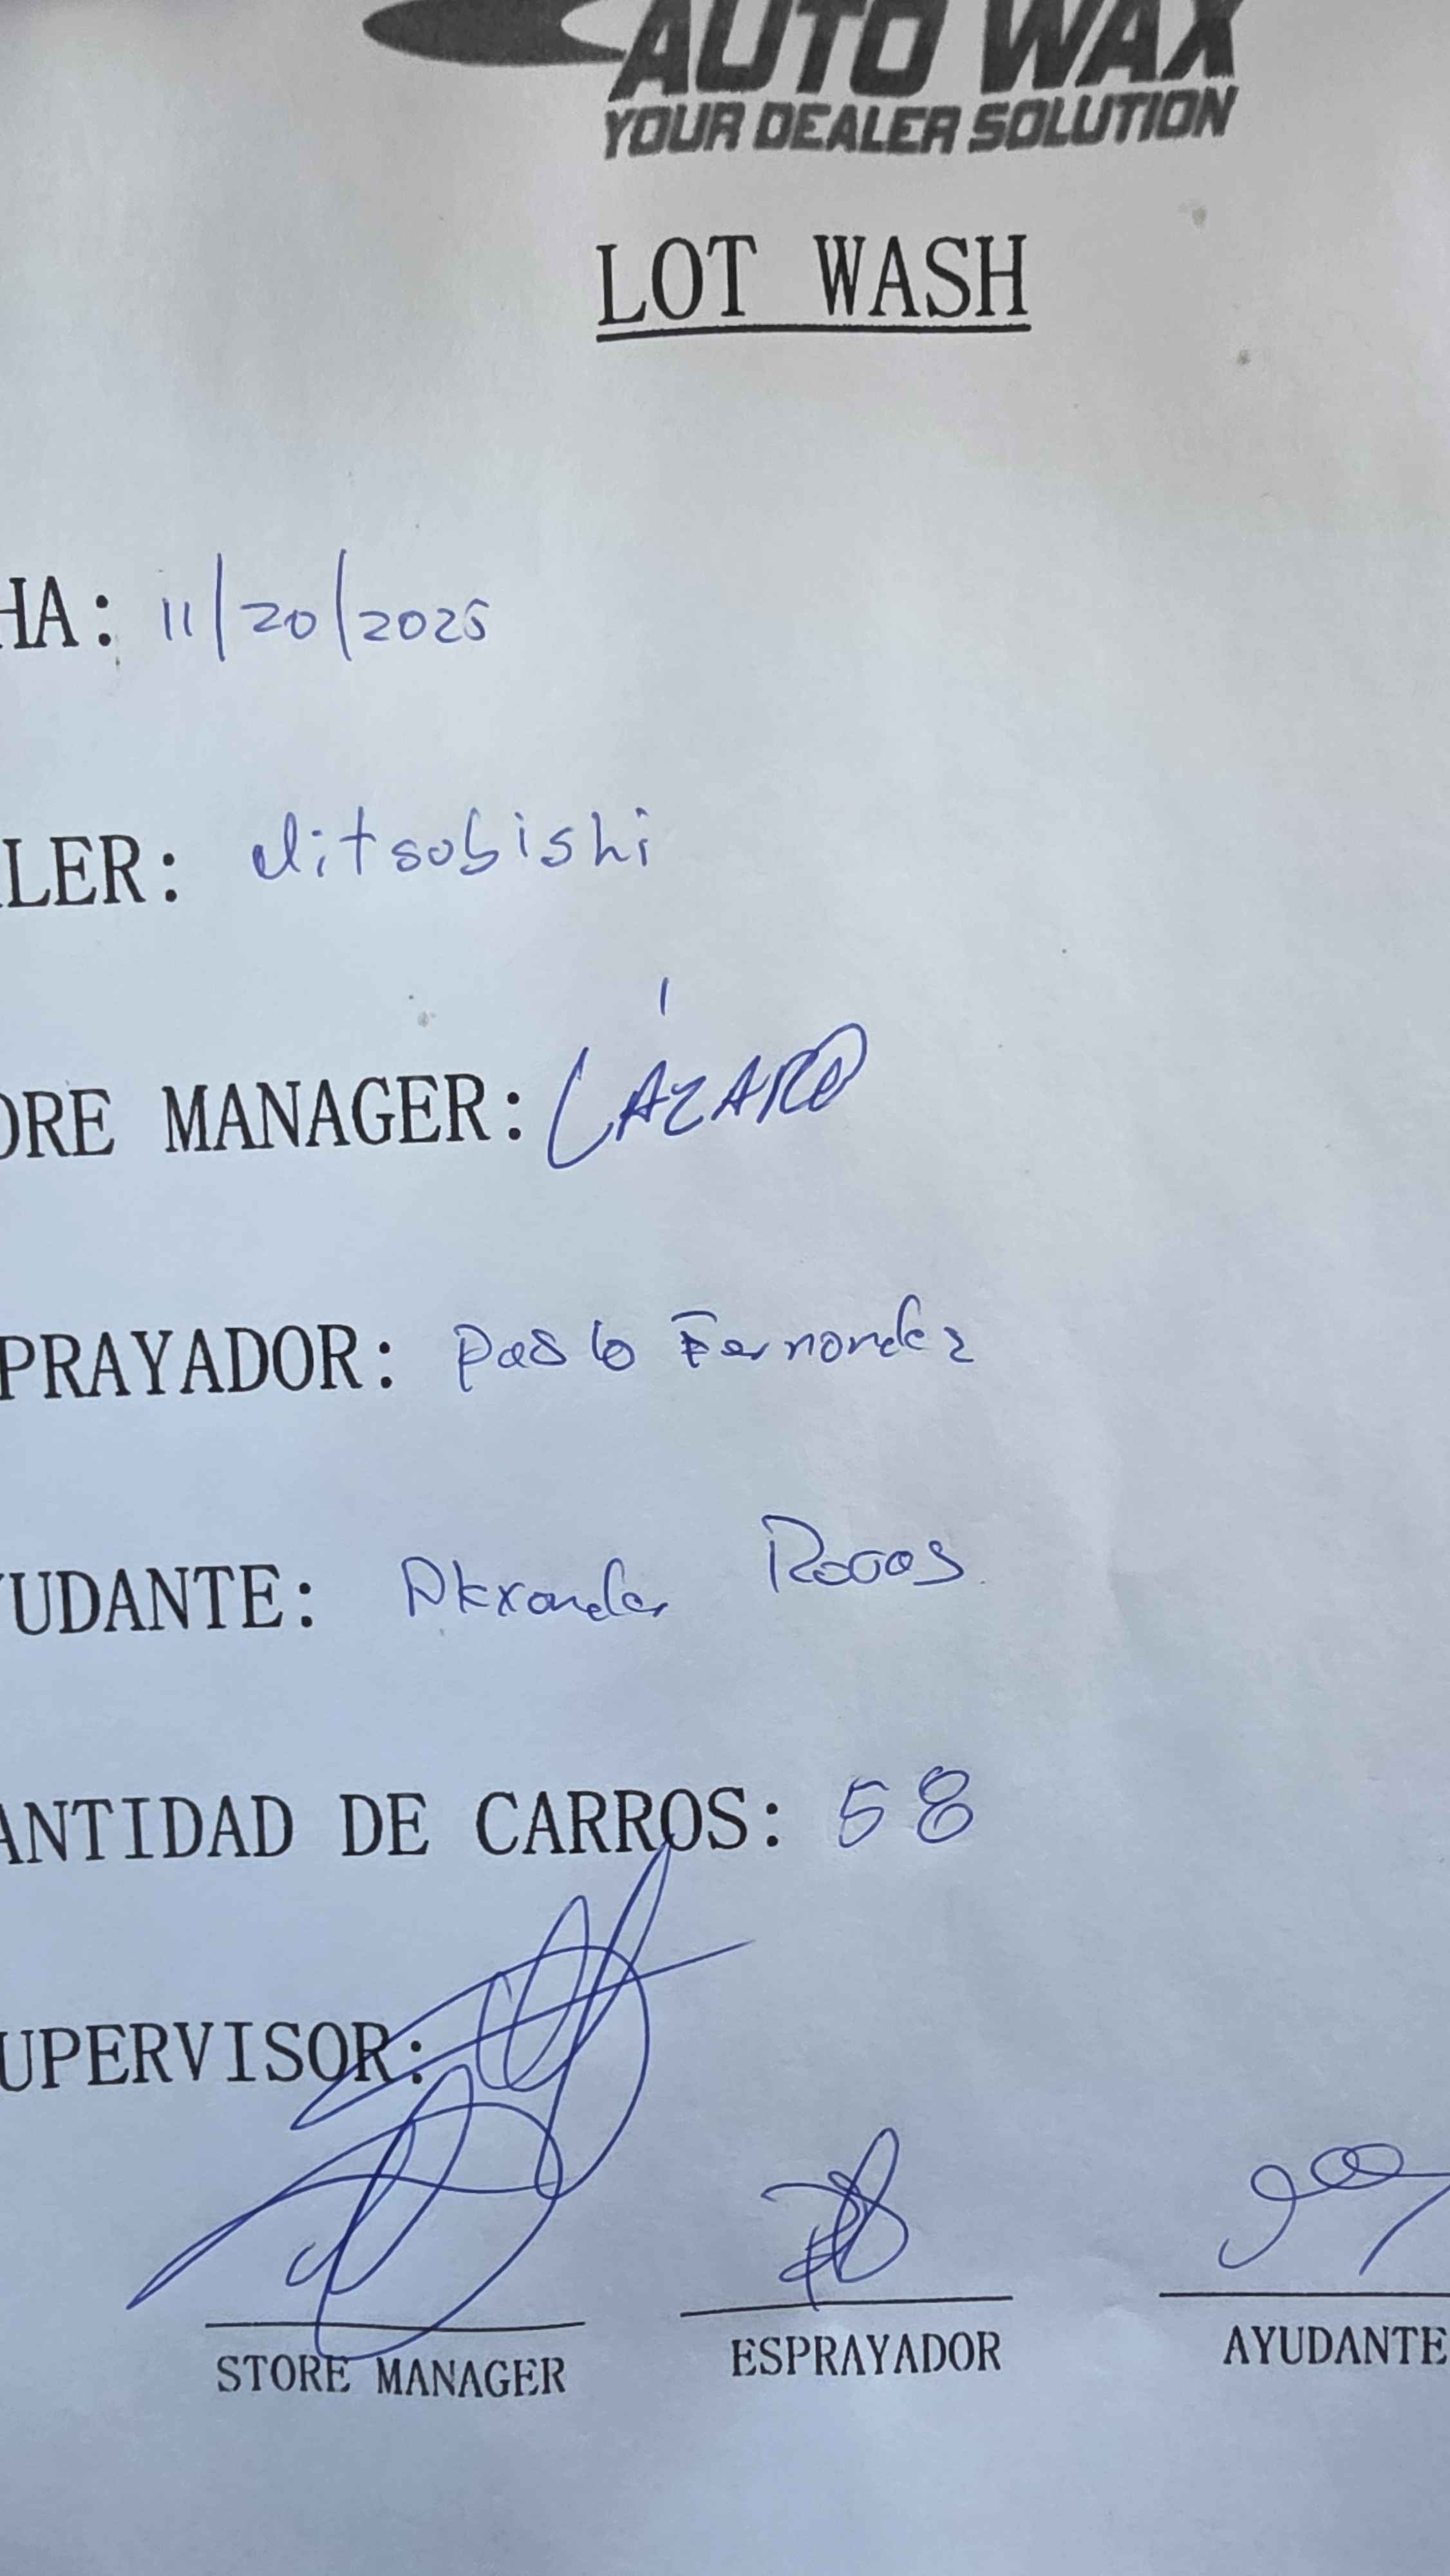 AUTO WAX
YOUR DEALER SOLUTION
LOT WASH
HA: 11/20/2025
LER: Mitsubishi
ORE MANAGER: LÁZARO
PRAYADOR: Pablo Fernandez
YUDANTE: Alexander
ANTIDAD DE CARROS: 58
UPERVISOR:
STORE MANAGER ESPRAYADOR AYUDANTE